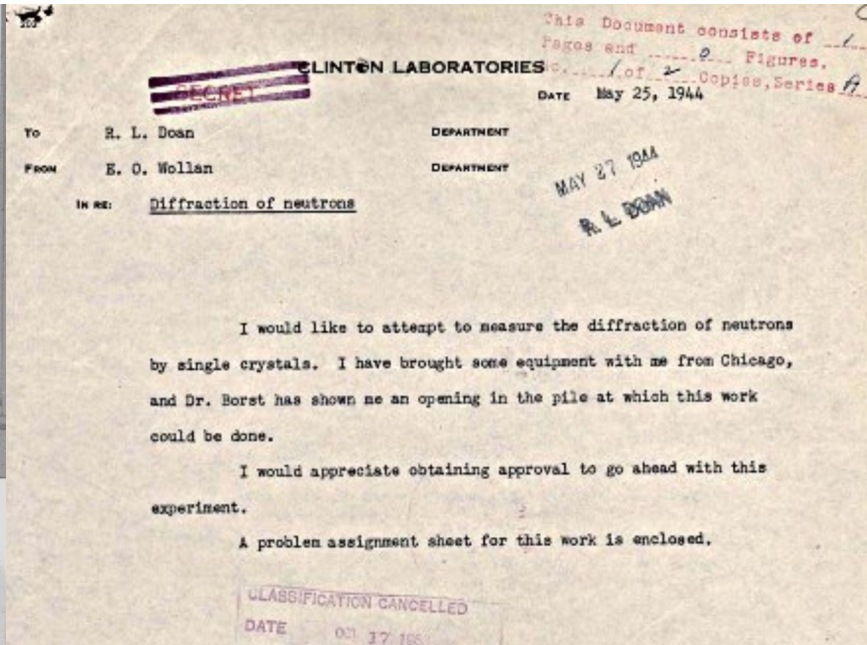 This Document consists of 1
Pages and 0 Figures.
1 of 2 Copies, Series A
CLINTON LABORATORIES
SECRET
DATE May 25, 1944
TO R. L. Doan DEPARTMENT
FROM E. O. Wollan DEPARTMENT
MAY 27 1944
R. L. DOAN
IN RE: Diffraction of neutrons
I would like to attempt to measure the diffraction of neutrons
by single crystals. I have brought some equipment with me from Chicago,
and Dr. Borst has shown me an opening in the pile at which this work
could be done.
I would appreciate obtaining approval to go ahead with this
experiment.
A problem assignment sheet for this work is enclosed.
CLASSIFICATION CANCELLED
DATE OCT 17